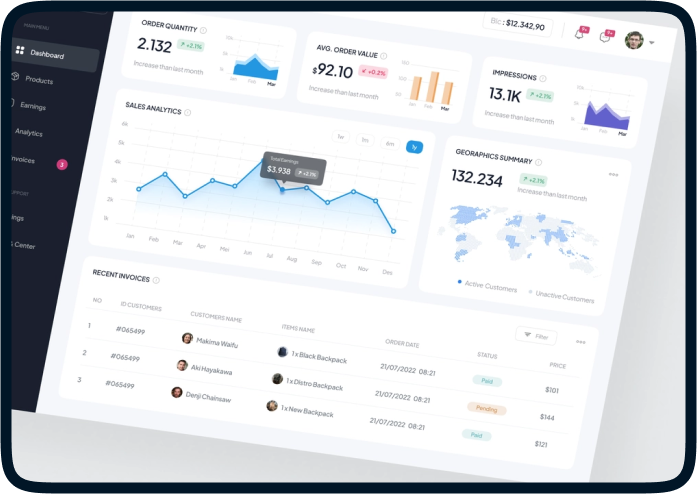 MAIN MENU
Dashboard
Products
Earnings
Analytics
nvoices
3
UPPORT
ngs
Center
Blc : $12.342,90
9+
9+
ORDER QUANTITY
2.132
+2.1%
Increase than last month
Jan
Feb
Mar
AVG. ORDER VALUE
$92.10
+0.2%
Increase than last month
Jan
Feb
Mar
IMPRESSIONS
13.1K
+2.1%
Increase than last month
Jan
Feb
Mar
SALES ANALYTICS
1w
1m
6m
1y
6k
5k
4k
3k
2k
1k
Total Earnings
$3.938
+2.1%
Jan
Feb
Mar
Apr
May
Jun
Jul
Aug
Sep
Oct
Nov
Des
GEORAPHICS SUMMARY
132.234
+2.1%
Increase than last month
Active Customers
Unactive Customers
RECENT INVOICES
Filter
NO
ID CUSTOMERS
CUSTOMERS NAME
ITEMS NAME
ORDER DATE
STATUS
PRICE
1
#065499
Makima Waifu
1 x Black Backpack
21/07/2022 08:21
Paid
$101
2
#065499
Aki Hayakawa
1 x Distro Backpack
21/07/2022 08:21
Pending
$144
3
#065499
Denji Chainsaw
1 x New Backpack
21/07/2022 08:21
Paid
$121